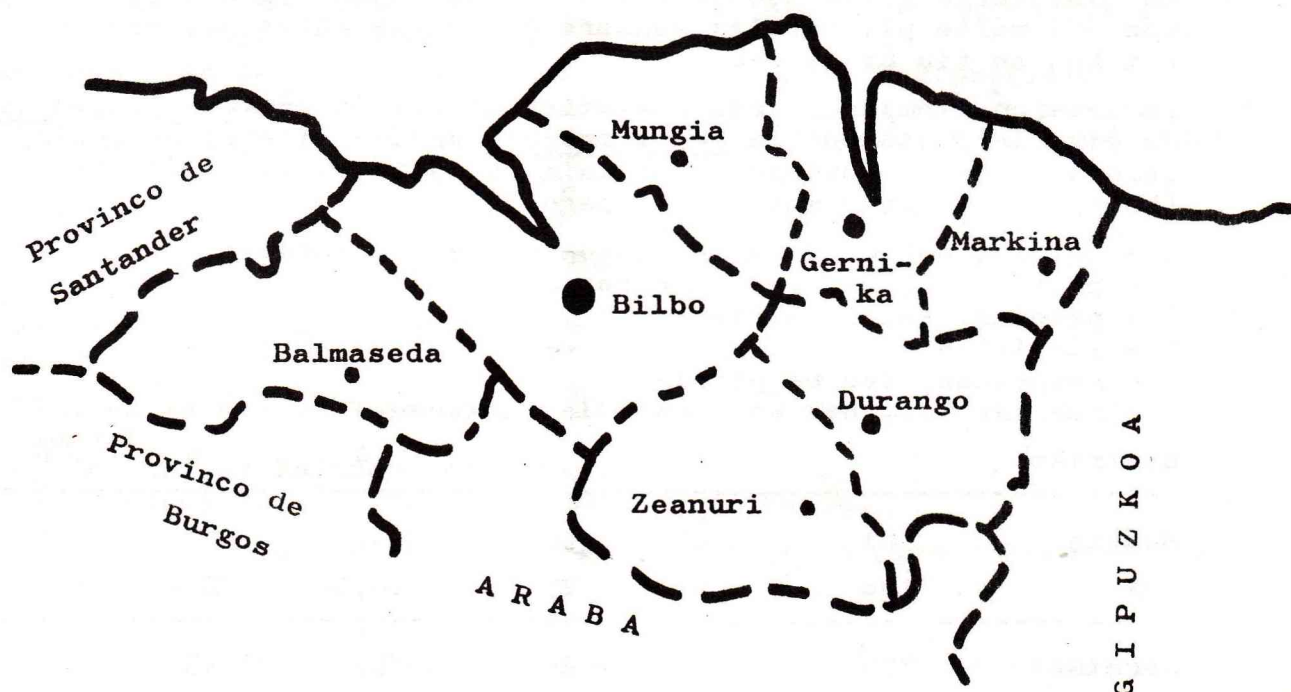 Mungia
Provinco de
Santander
Markina
Gerni-
ka
Bilbo
Balmaseda
Durango
Provinco de
Burgos
Zeanuri
ARABA
GIPUZKOA